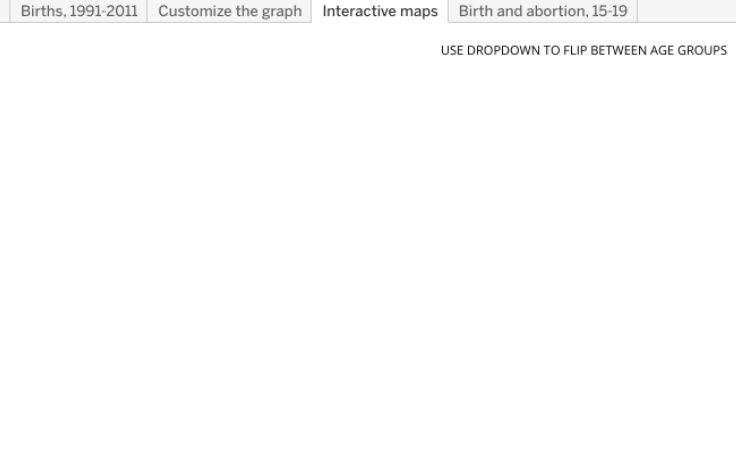 Births, 1991-2011 Customize the graph Interactive maps Birth and abortion, 15-19
USE DROPDOWN TO FLIP BETWEEN AGE GROUPS